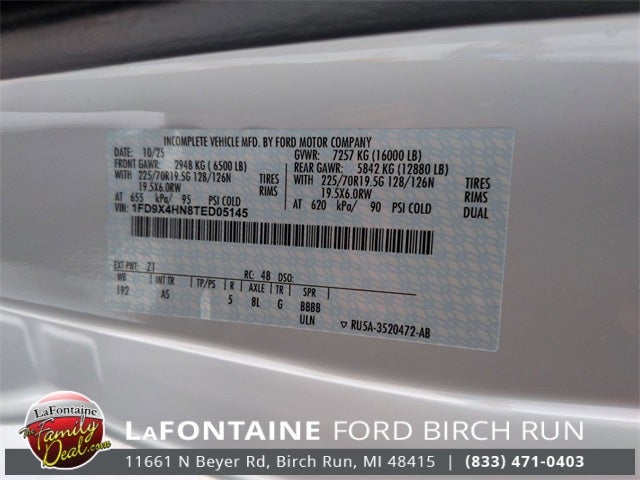 INCOMPLETE VEHICLE MFD. BY FORD MOTOR COMPANY
DATE: 10/25 GVWR: 7257 KG (16000 LB)
FRONT GAWR: 2948 KG (6500 LB) REAR GAWR: 5842 KG (12880 LB)
WITH 225/70R19.5G 128/126N TIRES WITH 225/70R19.5G 128/126N TIRES
19.5X6.0RW RIMS 19.5X6.0RW RIMS
AT 655 kPa/ 95 PSI COLD AT 620 kPa/ 90 PSI COLD DUAL
VIN: 1FD9X4HN8TED05145
EXT PNT: Z1 RC: 48 DSO:
WB INT TR TP/PS R AXLE TR SPR
192 AS 5 8L G BBBB
ULN ▽ RU5A-3520472-AB
LaFontaine
The Family Deal.com
LAFONTAINE FORD BIRCH RUN
11661 N Beyer Rd, Birch Run, MI 48415 | (833) 471-0403